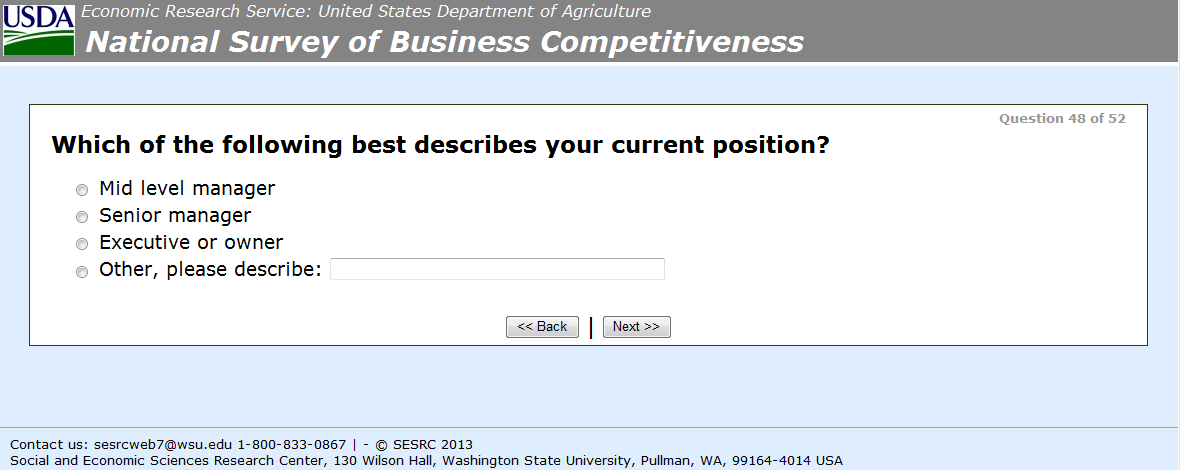 USDA
Economic Research Service: United States Department of Agriculture
National Survey of Business Competitiveness
Question 48 of 52
Which of the following best describes your current position?
Mid level manager
Senior manager
Executive or owner
Other, please describe:
<< Back | Next >>
Contact us: sesrcweb7@wsu.edu 1-800-833-0867 | - © SESRC 2013
Social and Economic Sciences Research Center, 130 Wilson Hall, Washington State University, Pullman, WA, 99164-4014 USA